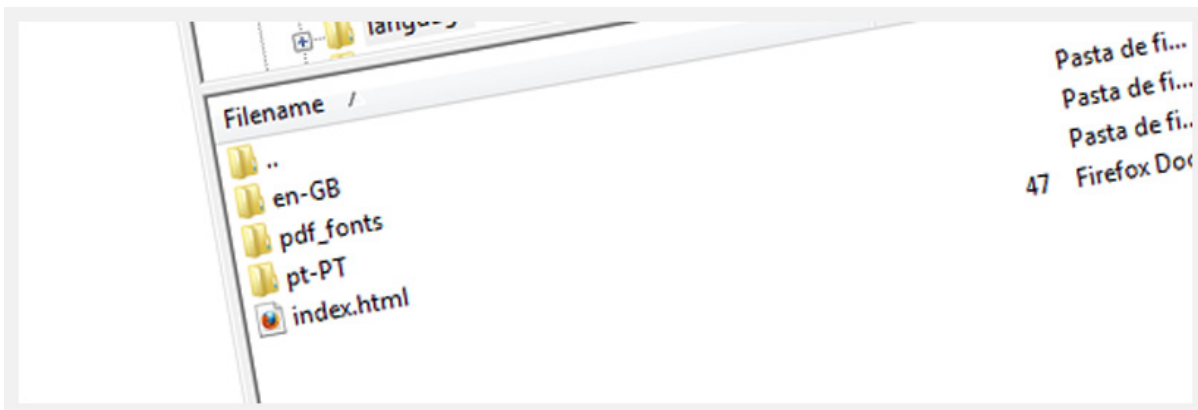 Filename /
..
en-GB Pasta de fi...
pdf_fonts Pasta de fi...
pt-PT Pasta de fi...
index.html 47 Firefox Doc